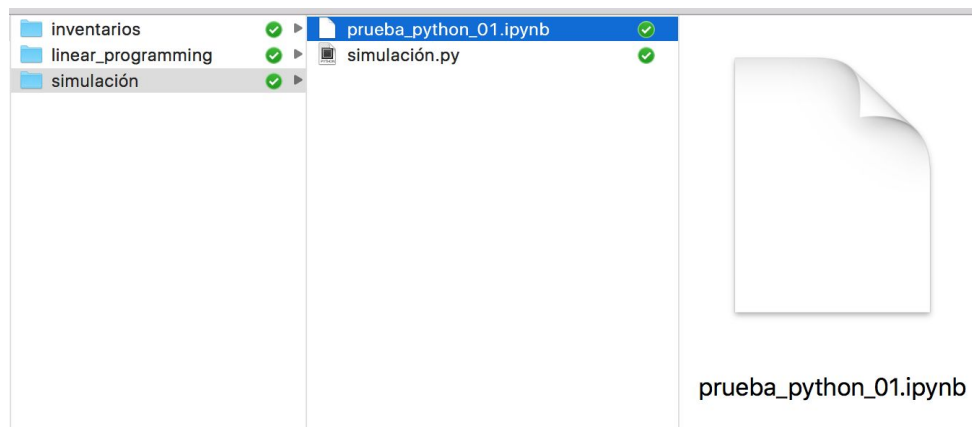 inventarios
linear_programming
simulación
prueba_python_01.ipynb
simulación.py
prueba_python_01.ipynb